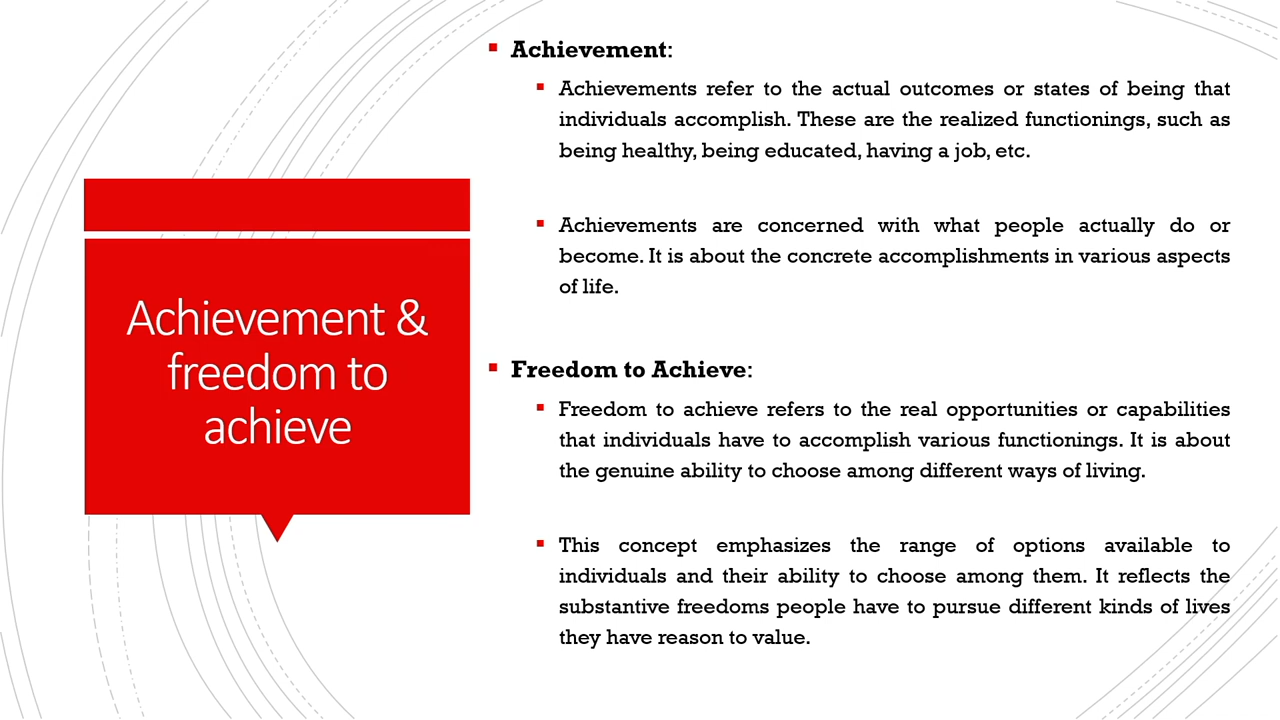 Achievement &
freedom to
achieve
Achievement:
Achievements refer to the actual outcomes or states of being that
individuals accomplish. These are the realized functionings, such as
being healthy, being educated, having a job, etc.
Achievements are concerned with what people actually do or
become. It is about the concrete accomplishments in various aspects
of life.
Freedom to Achieve:
Freedom to achieve refers to the real opportunities or capabilities
that individuals have to accomplish various functionings. It is about
the genuine ability to choose among different ways of living.
This concept emphasizes the range of options available to
individuals and their ability to choose among them. It reflects the
substantive freedoms people have to pursue different kinds of lives
they have reason to value.